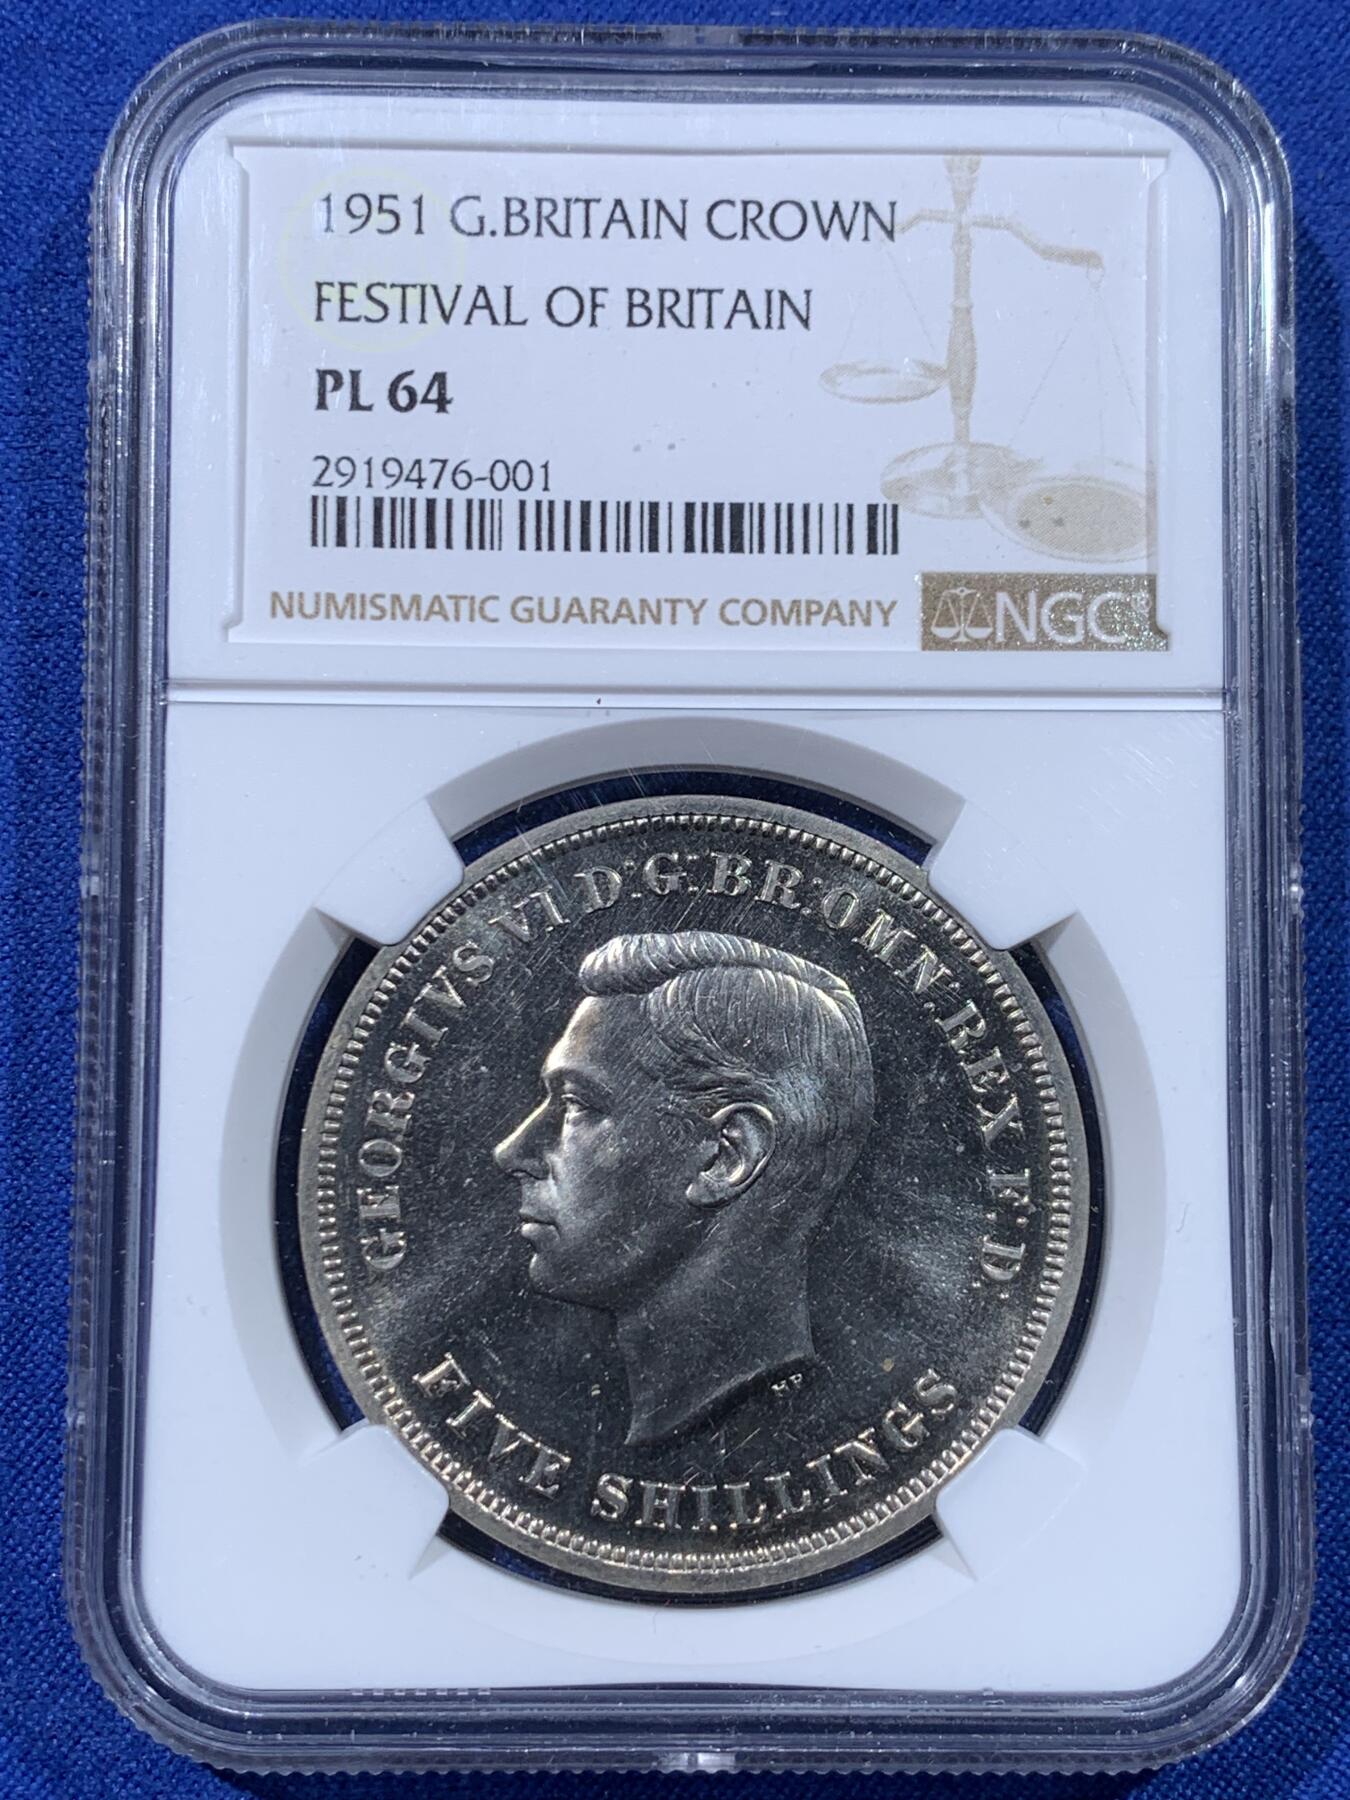 1951 G.BRITAIN CROWN
FESTIVAL OF BRITAIN
PL 64
2919476-001
NUMISMATIC GUARANTY COMPANY
NGC®
GEORGIVS VI D:G:BR:OMN:REX F:D:
HP
FIVE SHILLINGS